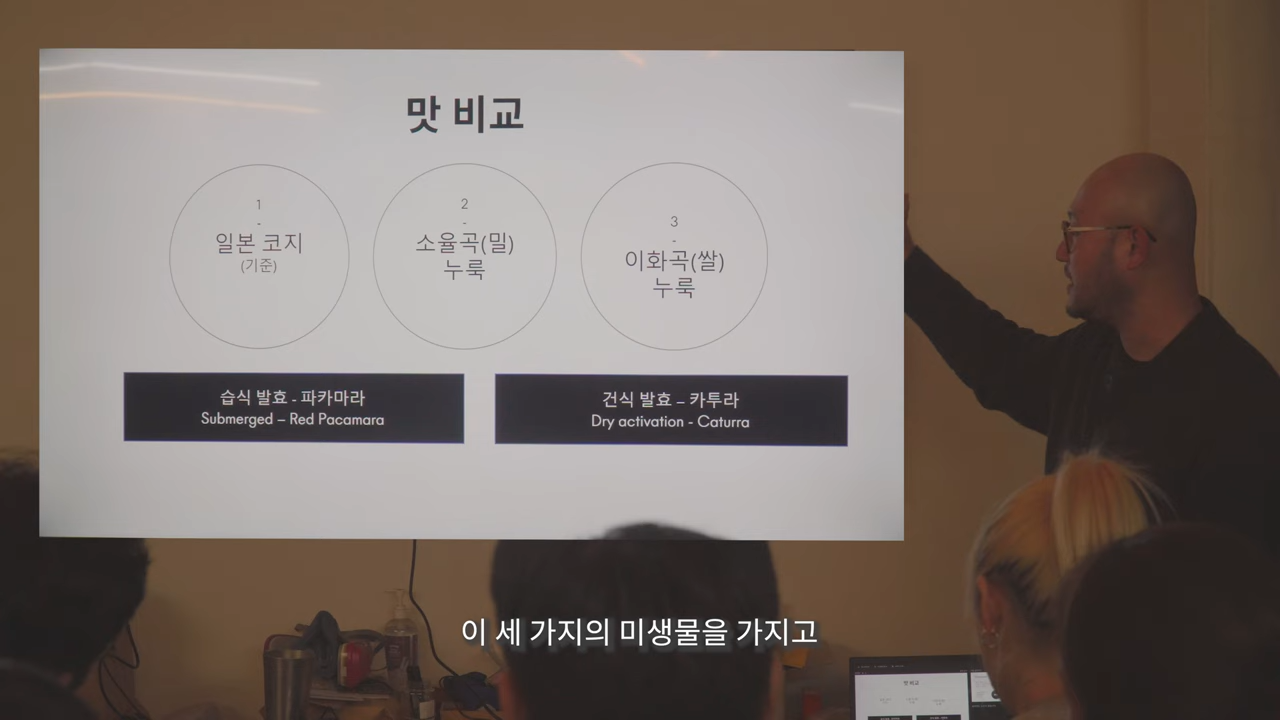 맛 비교
1
-
일본 코지
(기준)
2
-
소율곡(밀)
누룩
3
-
이화곡(쌀)
누룩
습식 발효 - 파카마라
Submerged – Red Pacamara
건식 발효 – 카투라
Dry activation - Caturra
이 세 가지의 미생물을 가지고
맛 비교